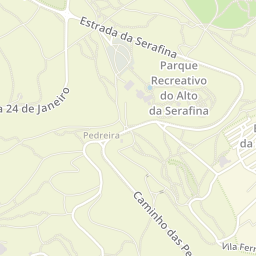 Estrada da Serafina
Parque
Recreativo
do Alto
da Serafina
a 24 de Janeiro
Pedreira
B
da
Caminho das Pe
Vila Ferr